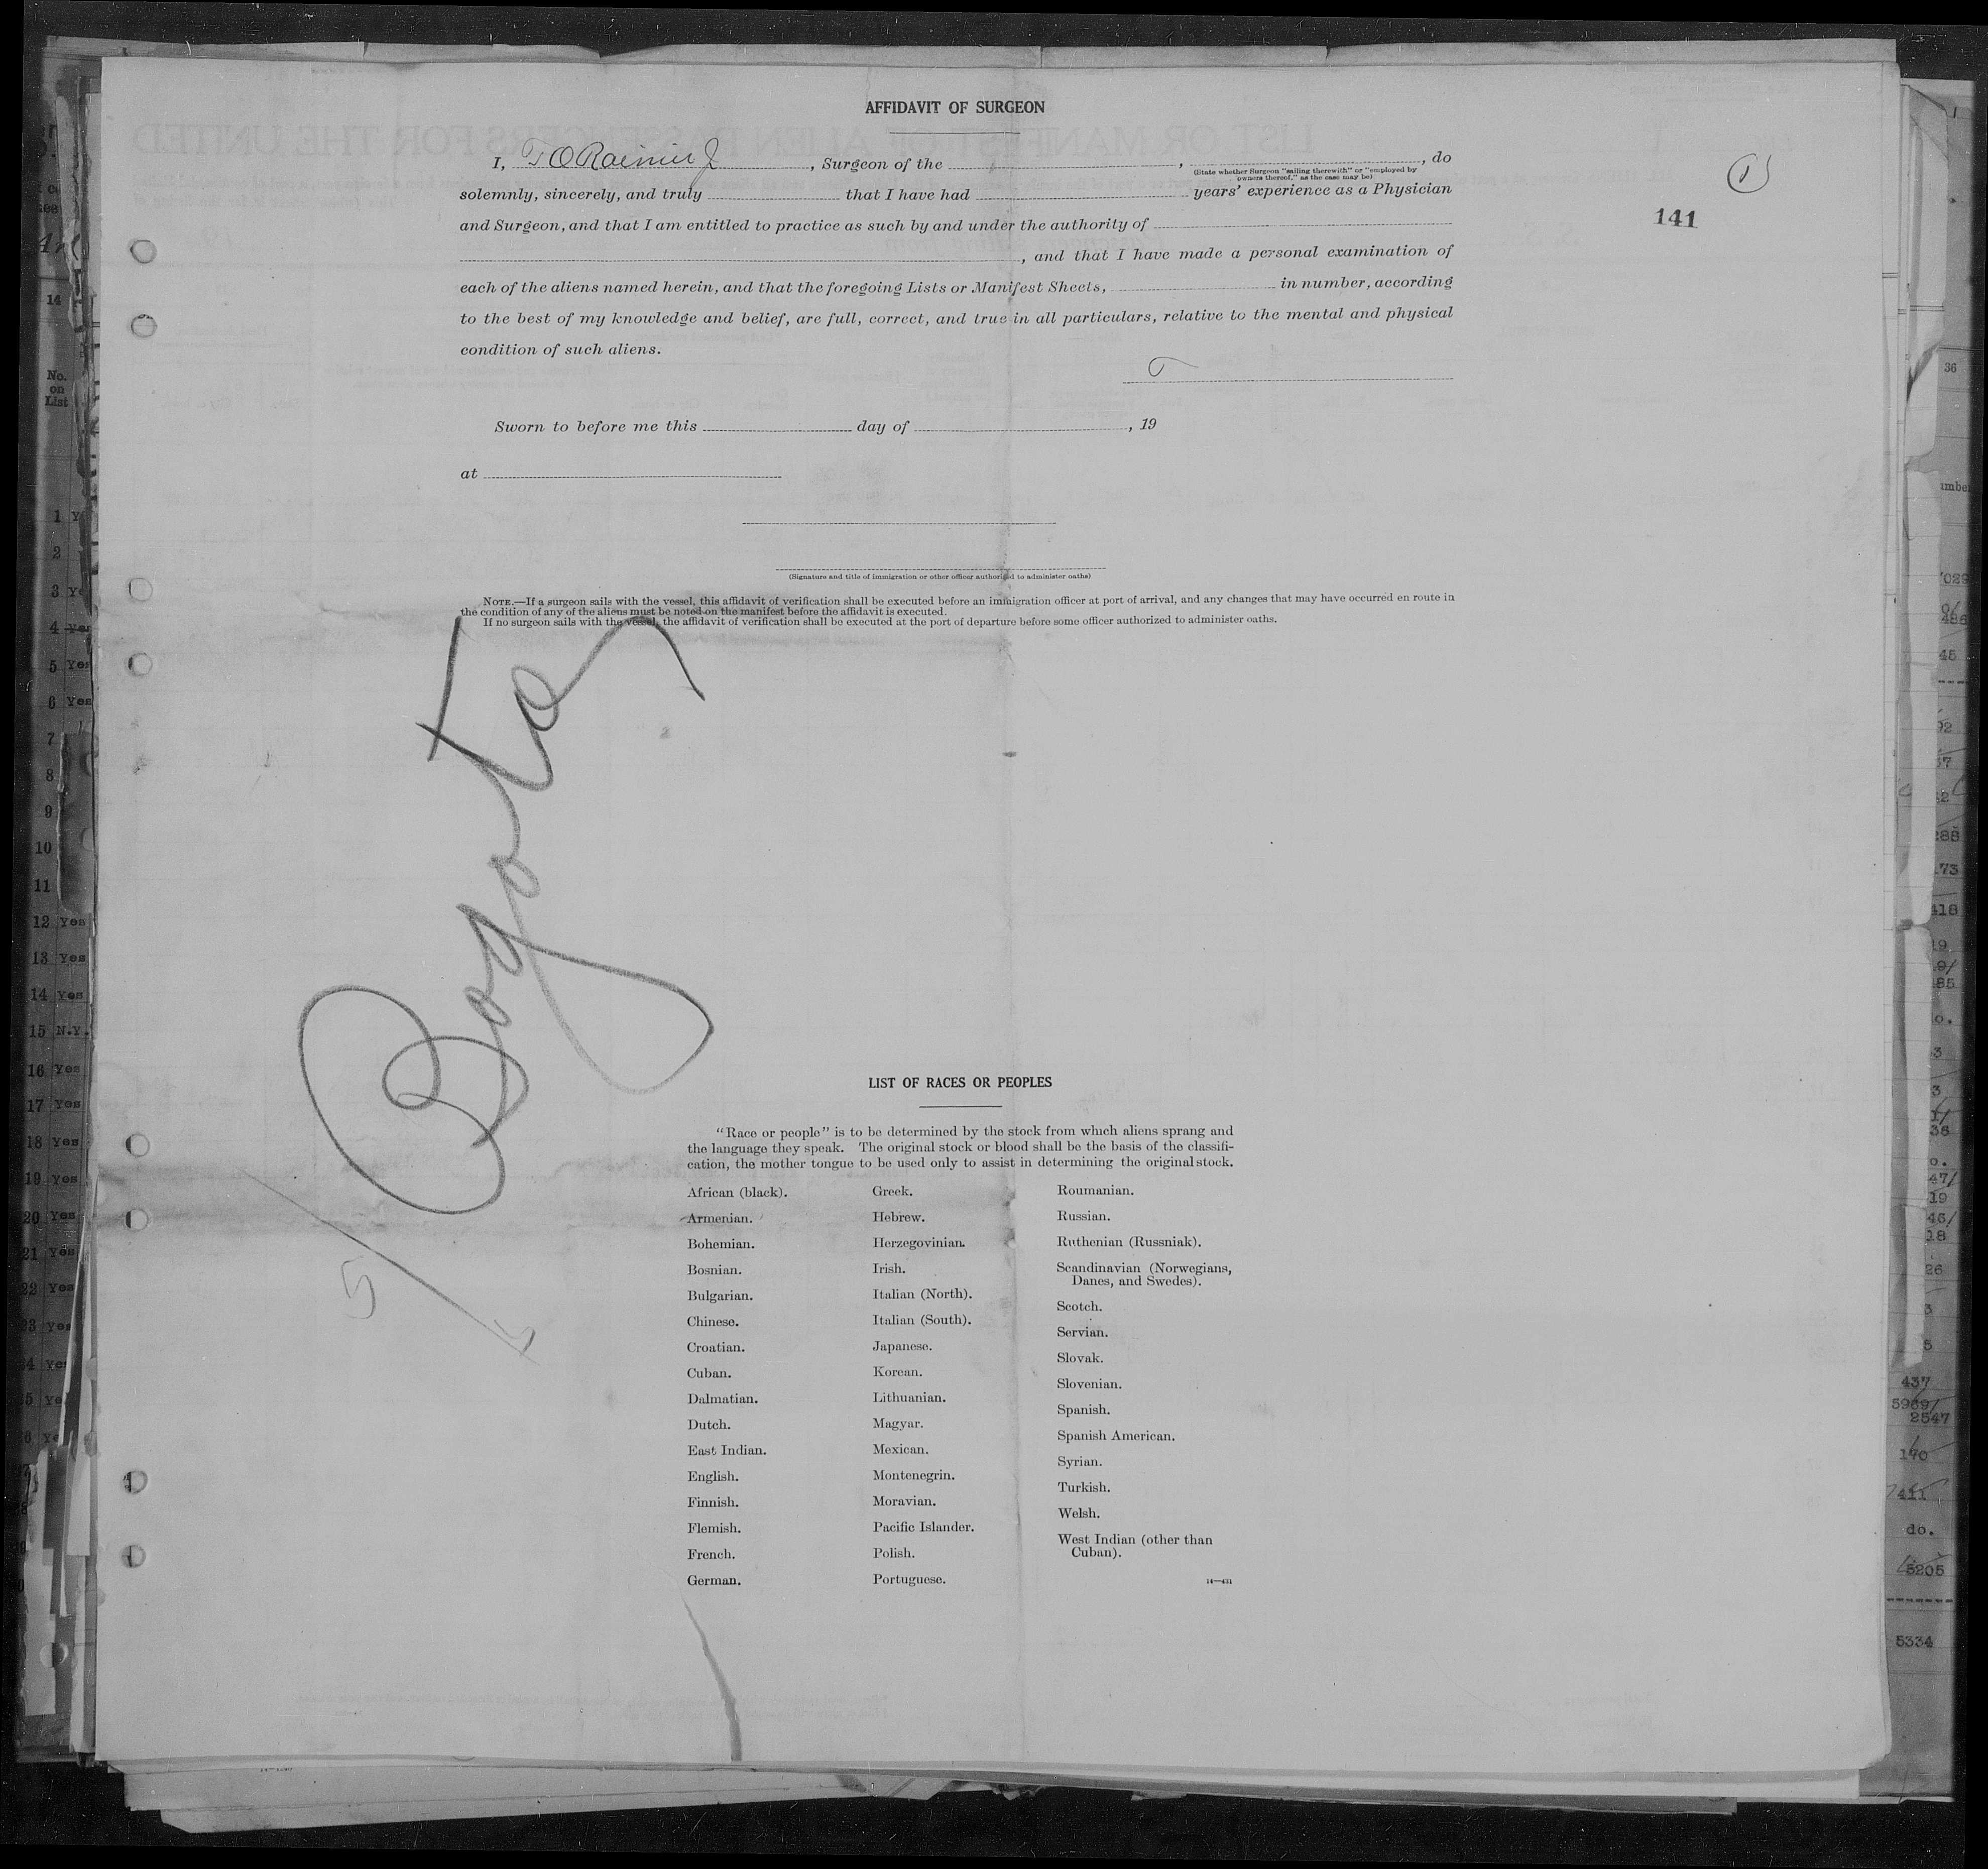 AFFIDAVIT OF SURGEON
I, , Surgeon of the , , do
(State whether Surgeon "sailing therewith" or "employed by
owners thereof," as the case may be)
solemnly, sincerely, and truly that I have had years' experience as a Physician
141
and Surgeon, and that I am entitled to practice as such by and under the authority of
, and that I have made a personal examination of
each of the aliens named herein, and that the foregoing Lists or Manifest Sheets, in number, according
to the best of my knowledge and belief, are full, correct, and true in all particulars, relative to the mental and physical
condition of such aliens.
Sworn to before me this day of , 19
at
(Signature and title of immigration or other officer authorized to administer oaths)
NOTE.—If a surgeon sails with the vessel, this affidavit of verification shall be executed before an immigration officer at port of arrival, and any changes that may have occurred en route in
the condition of any of the aliens must be noted on the manifest before the affidavit is executed.
If no surgeon sails with the vessel, the affidavit of verification shall be executed at the port of departure before some officer authorized to administer oaths.
Bogota
LIST OF RACES OR PEOPLES
"Race or people" is to be determined by the stock from which aliens sprang and
the language they speak. The original stock or blood shall be the basis of the classifi-
cation, the mother tongue to be used only to assist in determining the original stock.
African (black).
Armenian.
Bohemian.
Bosnian.
Bulgarian.
Chinese.
Croatian.
Cuban.
Dalmatian.
Dutch.
East Indian.
English.
Finnish.
Flemish.
French.
German.
Greek.
Hebrew.
Herzegovinian.
Irish.
Italian (North).
Italian (South).
Japanese.
Korean.
Lithuanian.
Magyar.
Mexican.
Montenegrin.
Moravian.
Pacific Islander.
Polish.
Portuguese.
Roumanian.
Russian.
Ruthenian (Russniak).
Scandinavian (Norwegians,
Danes, and Swedes).
Scotch.
Servian.
Slovak.
Slovenian.
Spanish.
Spanish American.
Syrian.
Turkish.
Welsh.
West Indian (other than
Cuban).
14—431